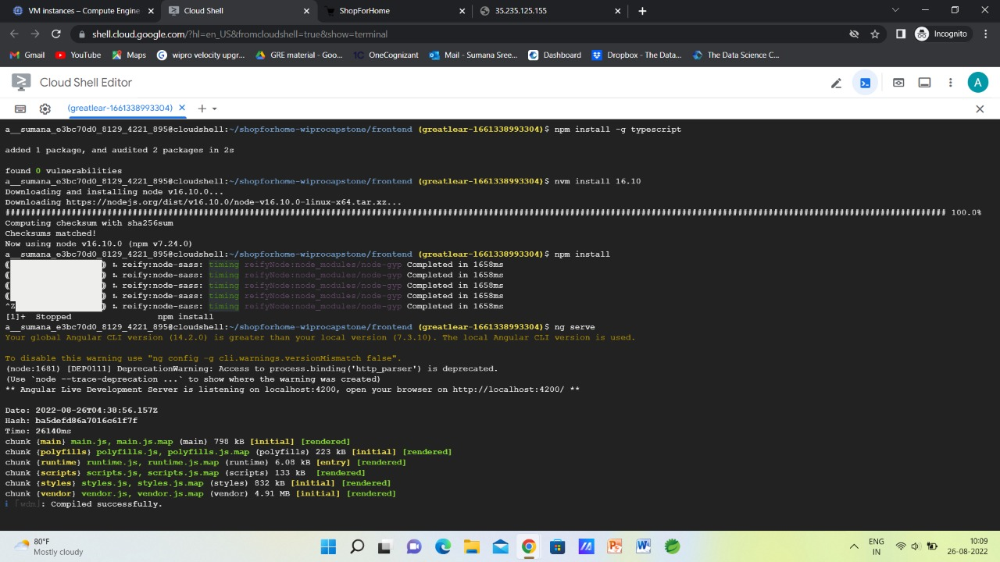 VM instances – Compute Engine
Cloud Shell
ShopForHome
35.235.125.155
shell.cloud.google.com/?hl=en_US&fromcloudshell=true&show=terminal
Incognito
Gmail
YouTube
Maps
wipro velocity upgr...
GRE material - Goo...
1C OneCognizant
Mail - Sumana Sree...
Dashboard
Dropbox - The Data...
The Data Science C...
Cloud Shell Editor
A
(greatlear-1661338993304)
a__sumana_e3bc70d0_8129_4221_895@cloudshell:~/shopforhome-wiprocapstone/frontend (greatlear-1661338993304)$ npm install -g typescript
added 1 package, and audited 2 packages in 2s
found 0 vulnerabilities
a__sumana_e3bc70d0_8129_4221_895@cloudshell:~/shopforhome-wiprocapstone/frontend (greatlear-1661338993304)$ nvm install 16.10
Downloading and installing node v16.10.0...
Downloading https://nodejs.org/dist/v16.10.0/node-v16.10.0-linux-x64.tar.xz...
100.0%
Computing checksum with sha256sum
Checksums matched!
Now using node v16.10.0 (npm v7.24.0)
a__sumana_e3bc70d0_8129_4221_895@cloudshell:~/shopforhome-wiprocapstone/frontend (greatlear-1661338993304)$ npm install
( ) ⠦ reify:node-sass: timing reifyNode:node_modules/node-gyp Completed in 1658ms
( ) ⠦ reify:node-sass: timing reifyNode:node_modules/node-gyp Completed in 1658ms
( ) ⠦ reify:node-sass: timing reifyNode:node_modules/node-gyp Completed in 1658ms
( ) ⠦ reify:node-sass: timing reifyNode:node_modules/node-gyp Completed in 1658ms
^Z ) ⠦ reify:node-sass: timing reifyNode:node_modules/node-gyp Completed in 1658ms
[1]+ Stopped npm install
a__sumana_e3bc70d0_8129_4221_895@cloudshell:~/shopforhome-wiprocapstone/frontend (greatlear-1661338993304)$ ng serve
Your global Angular CLI version (14.2.0) is greater than your local version (7.3.10). The local Angular CLI version is used.
To disable this warning use "ng config -g cli.warnings.versionMismatch false".
(node:1681) [DEP0111] DeprecationWarning: Access to process.binding('http_parser') is deprecated.
(Use `node --trace-deprecation ...` to show where the warning was created)
** Angular Live Development Server is listening on localhost:4200, open your browser on http://localhost:4200/ **
Date: 2022-08-26T04:38:56.157Z
Hash: ba5defd86a7016c61f7f
Time: 26140ms
chunk {main} main.js, main.js.map (main) 798 kB [initial] [rendered]
chunk {polyfills} polyfills.js, polyfills.js.map (polyfills) 223 kB [initial] [rendered]
chunk {runtime} runtime.js, runtime.js.map (runtime) 6.08 kB [entry] [rendered]
chunk {scripts} scripts.js, scripts.js.map (scripts) 133 kB [rendered]
chunk {styles} styles.js, styles.js.map (styles) 832 kB [initial] [rendered]
chunk {vendor} vendor.js, vendor.js.map (vendor) 4.91 MB [initial] [rendered]
i ｢wdm｣: Compiled successfully.
80°F
Mostly cloudy
ENG
IN
10:09
26-08-2022